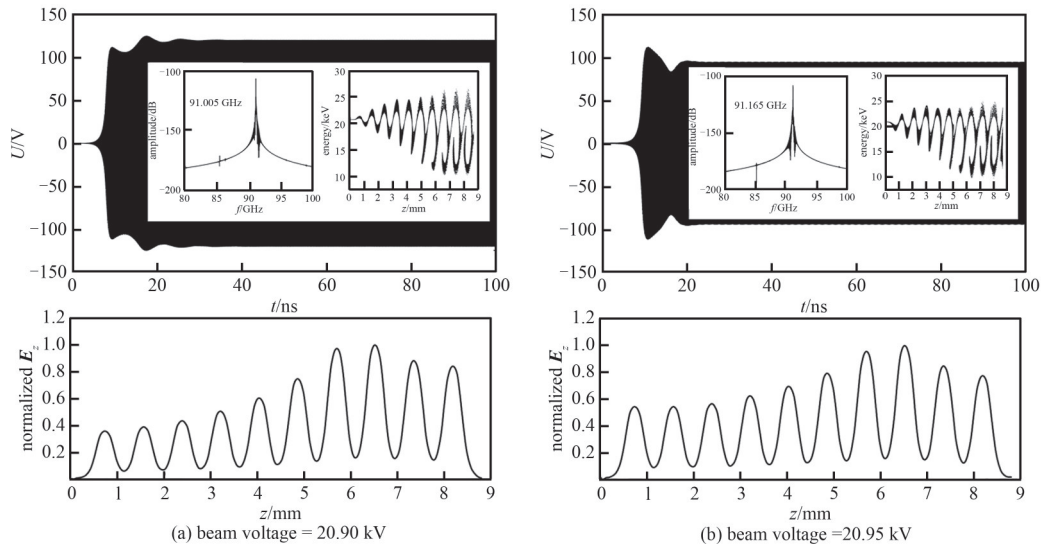 150
100
50
0
−50
−100
−150
U/V
0 20 40 60 80 100
t/ns
−100
−150
−200
amplitude/dB
91.005 GHz
80 85 90 95 100
f/GHz
30
25
20
15
10
energy/keV
0 1 2 3 4 5 6 7 8 9
z/mm
1.2
1.0
0.8
0.6
0.4
0.2
normalized E_z
0 1 2 3 4 5 6 7 8 9
z/mm
(a) beam voltage = 20.90 kV
150
100
50
0
−50
−100
−150
U/V
0 20 40 60 80 100
t/ns
−100
−150
−200
amplitude/dB
91.165 GHz
80 85 90 95 100
f/GHz
30
25
20
15
10
energy/keV
0 1 2 3 4 5 6 7 8 9
z/mm
1.2
1.0
0.8
0.6
0.4
0.2
normalized E_z
0 1 2 3 4 5 6 7 8 9
z/mm
(b) beam voltage =20.95 kV